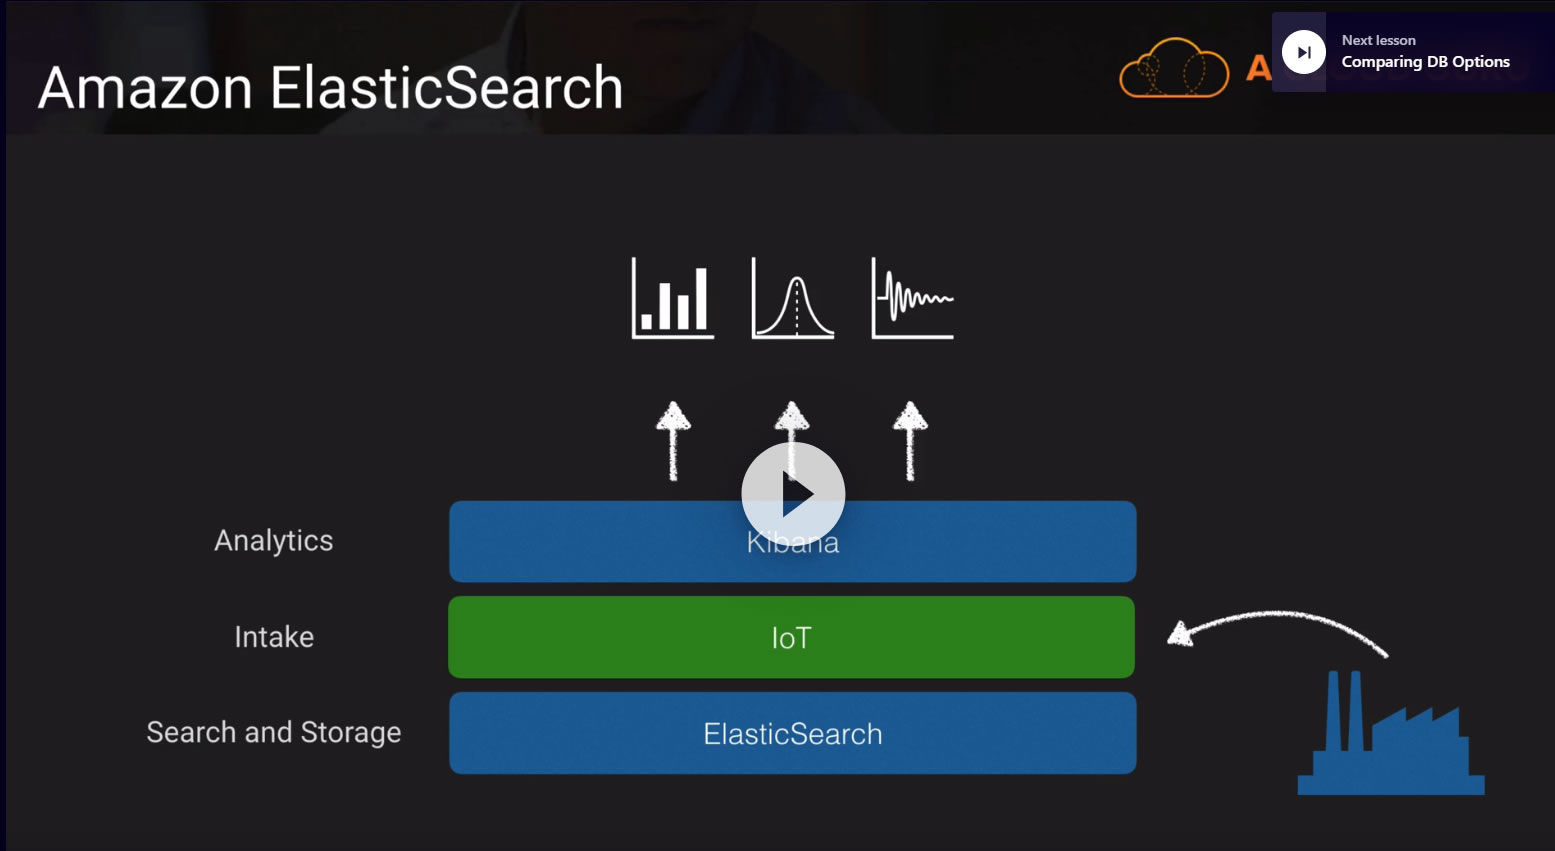 Amazon ElasticSearch
A
Next lesson
Comparing DB Options
Analytics
Kibana
Intake
IoT
Search and Storage
ElasticSearch